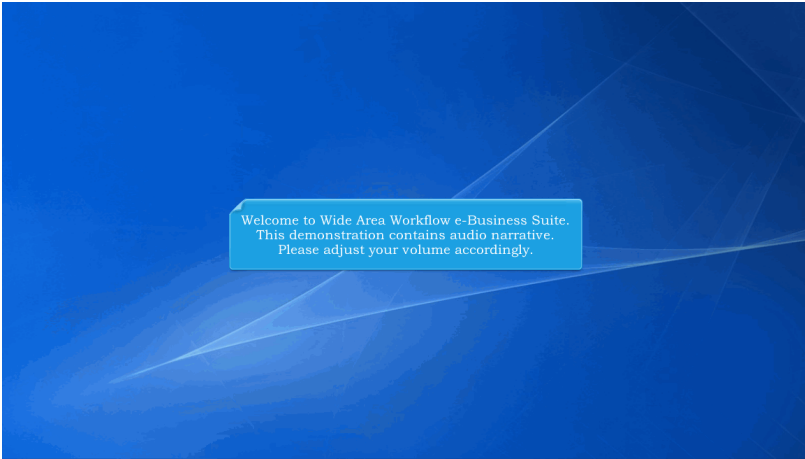 Welcome to Wide Area Workflow e-Business Suite.
This demonstration contains audio narrative.
Please adjust your volume accordingly.